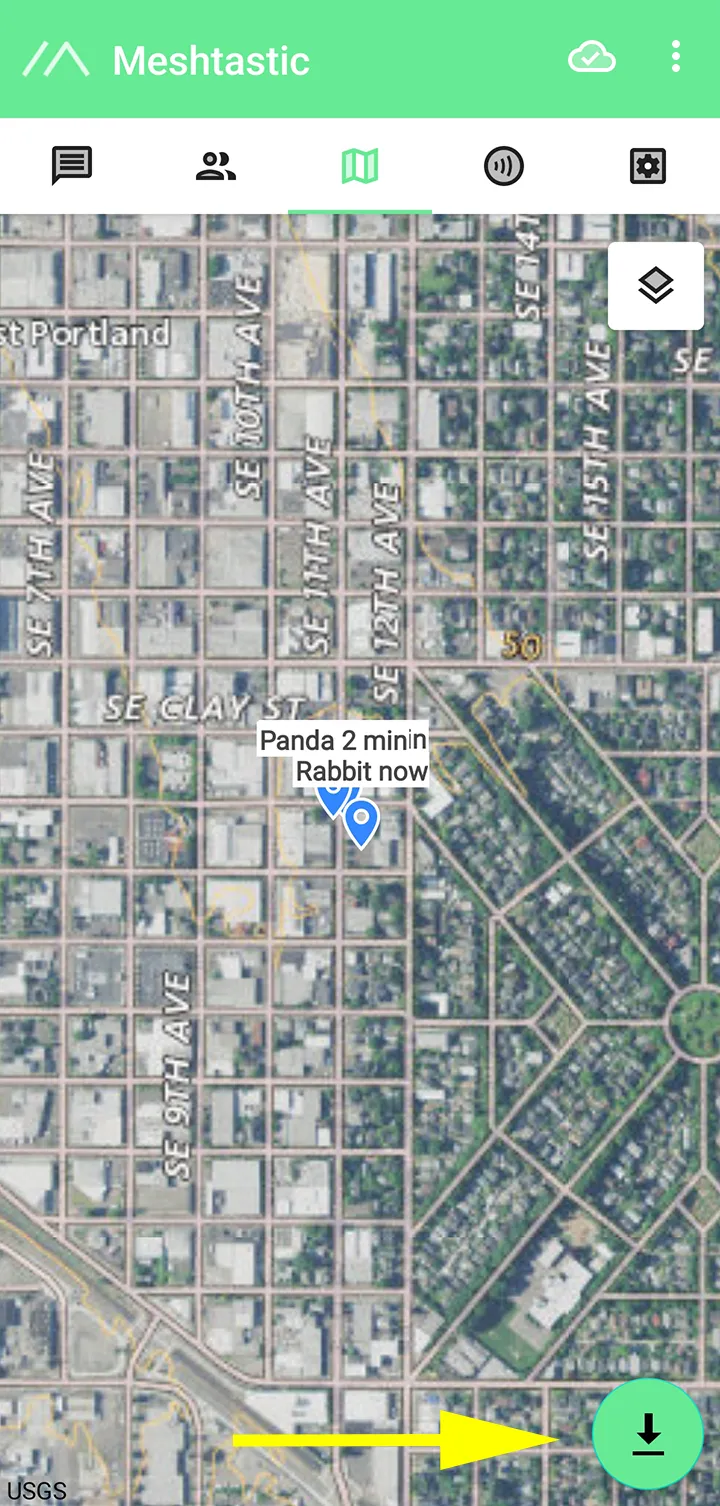 Meshtastic
SE 14T
st Portland
SE 10TH AVE
SE
SE 15TH AVE
SE 7TH AVE
SE 11TH AVE
SE 12TH AVE
50
SE CLAY ST
Panda 2 min
Rabbit now
SE 9TH AVE
USGS